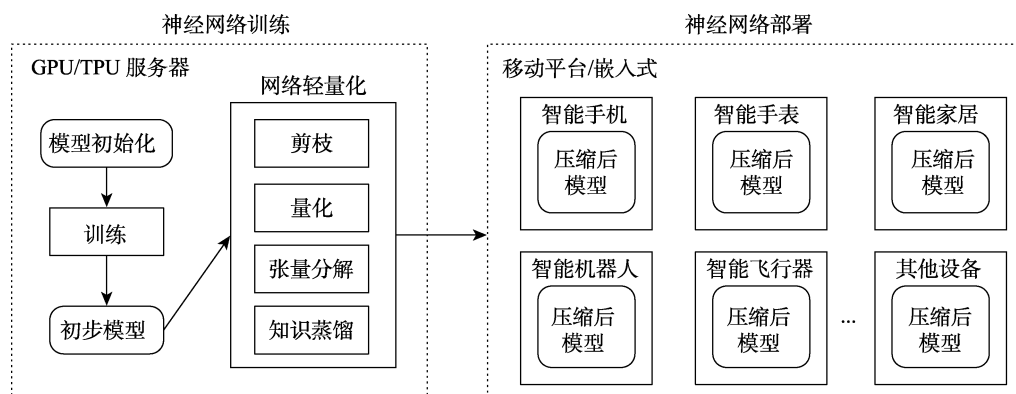 神经网络训练
GPU/TPU 服务器
模型初始化
训练
初步模型
网络轻量化
剪枝
量化
张量分解
知识蒸馏
神经网络部署
移动平台/嵌入式
智能手机
压缩后
模型
智能手表
压缩后
模型
智能家居
压缩后
模型
智能机器人
压缩后
模型
智能飞行器
压缩后
模型
...
其他设备
压缩后
模型